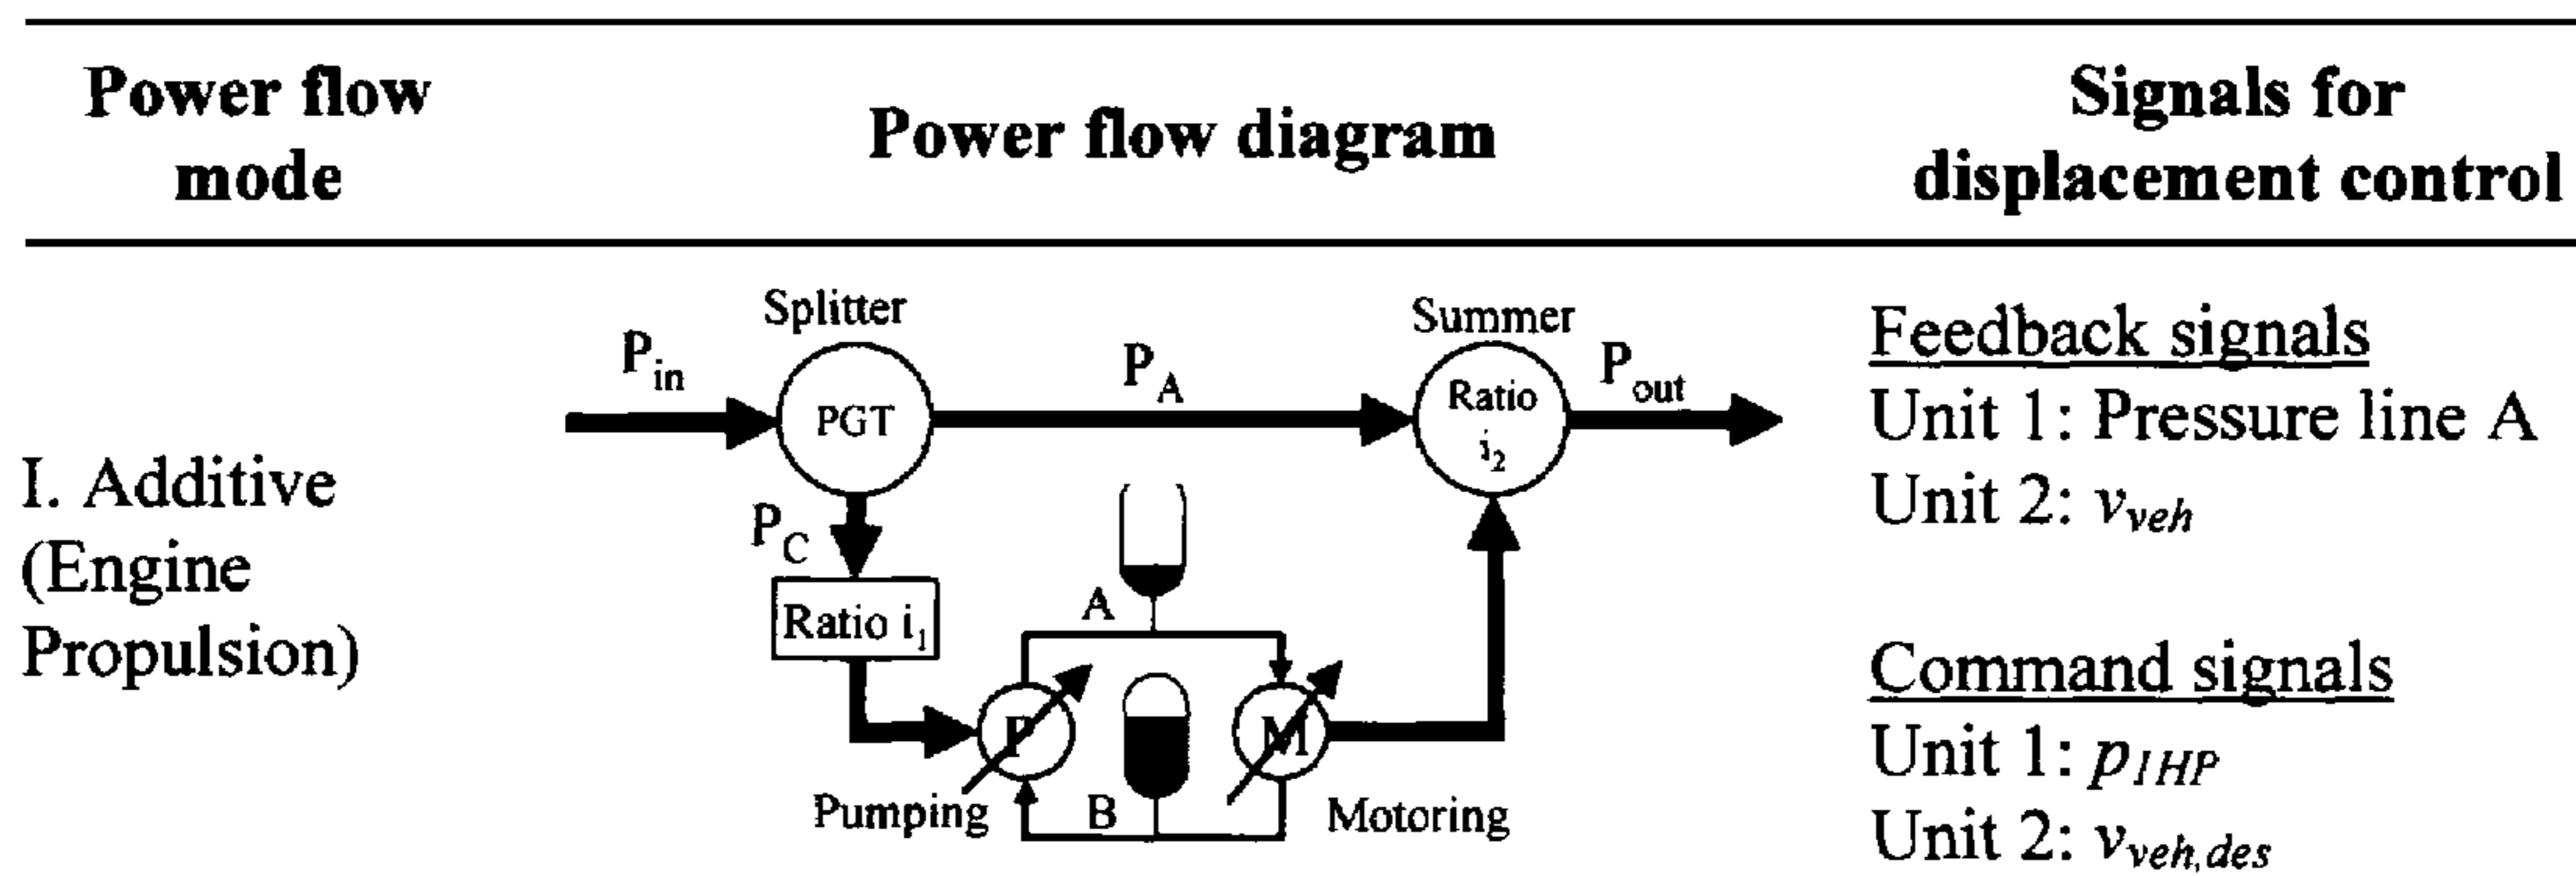 Power flow
mode
Power flow diagram
Signals for
displacement control
I. Additive
(Engine
Propulsion)
Splitter
Summer
P_in
PGT
P_A
Ratio
i_2
P_out
P_C
Ratio i_1
A
P
M
Pumping
B
Motoring
Feedback signals
Unit 1: Pressure line A
Unit 2: v_veh
Command signals
Unit 1: p_1HP
Unit 2: v_veh,des